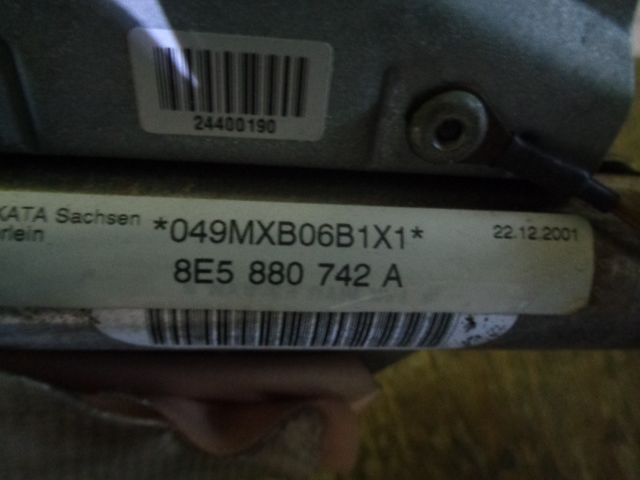 24400190
KATA Sachsen
rlein
*049MXB06B1X1*
22.12.2001
8E5 880 742 A